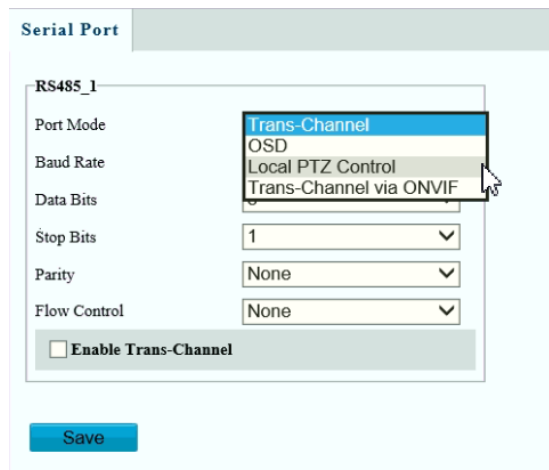 Serial Port
RS485_1
Port Mode
Trans-Channel
OSD
Baud Rate
Local PTZ Control
Trans-Channel via ONVIF
Data Bits
Stop Bits
1
Parity
None
Flow Control
None
Enable Trans-Channel
Save